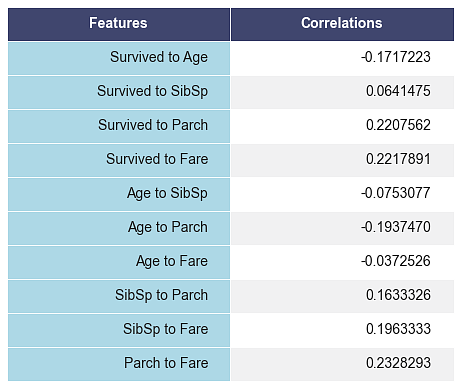 Features Correlations
Survived to Age -0.1717223
Survived to SibSp 0.0641475
Survived to Parch 0.2207562
Survived to Fare 0.2217891
Age to SibSp -0.0753077
Age to Parch -0.1937470
Age to Fare -0.0372526
SibSp to Parch 0.1633326
SibSp to Fare 0.1963333
Parch to Fare 0.2328293